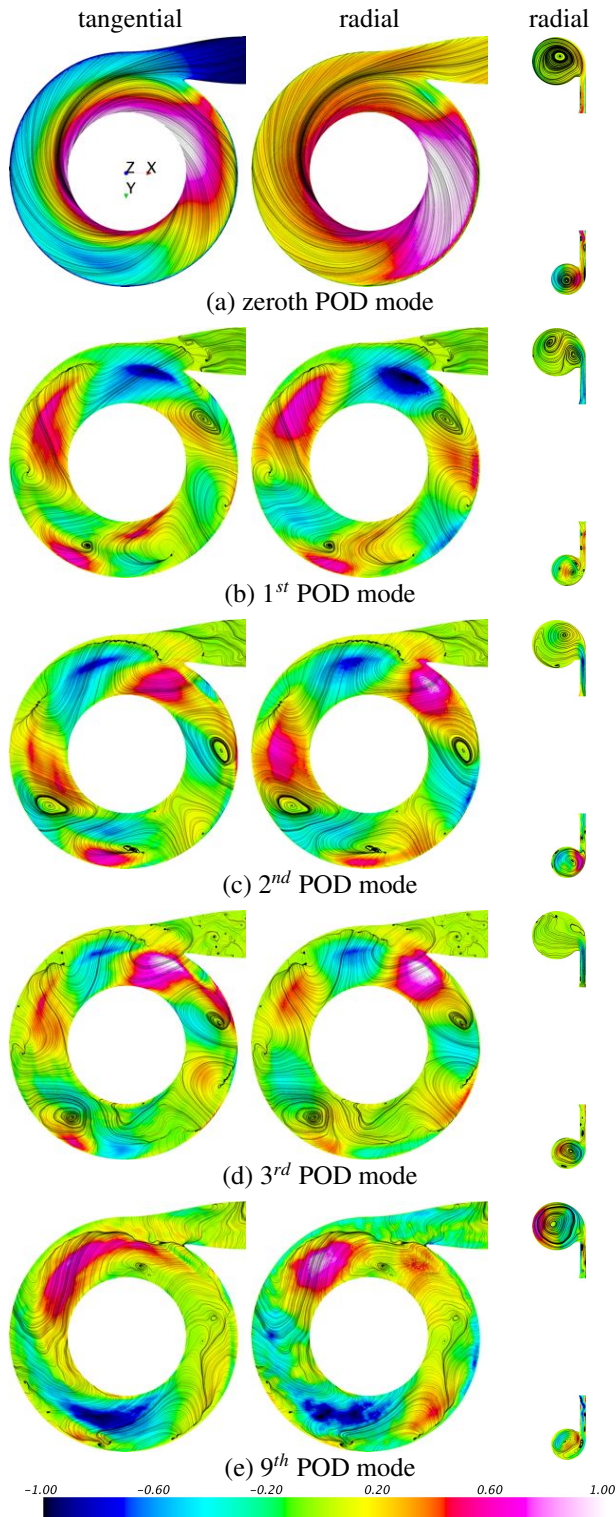 tangential radial radial
Z X
Y
(a) zeroth POD mode
(b) 1st POD mode
(c) 2nd POD mode
(d) 3rd POD mode
(e) 9th POD mode
−1.00 −0.60 −0.20 0.20 0.60 1.00